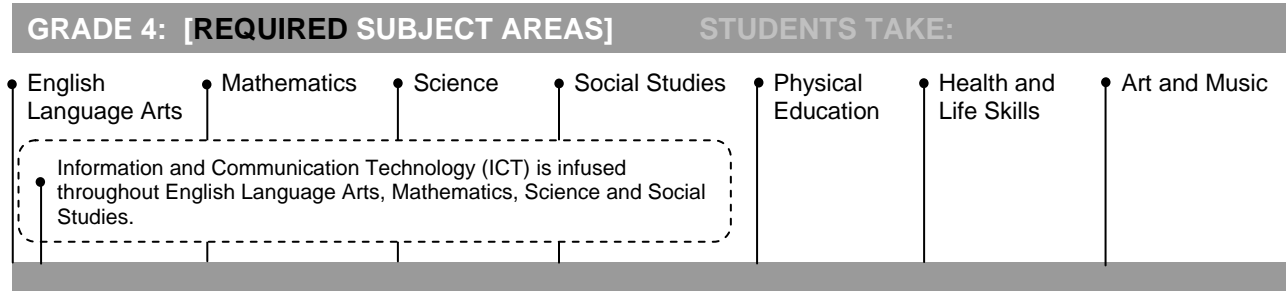 GRADE 4: [REQUIRED SUBJECT AREAS] STUDENTS TAKE:
English
Language Arts
Mathematics
Science
Social Studies
Physical
Education
Health and
Life Skills
Art and Music
Information and Communication Technology (ICT) is infused
throughout English Language Arts, Mathematics, Science and Social
Studies.